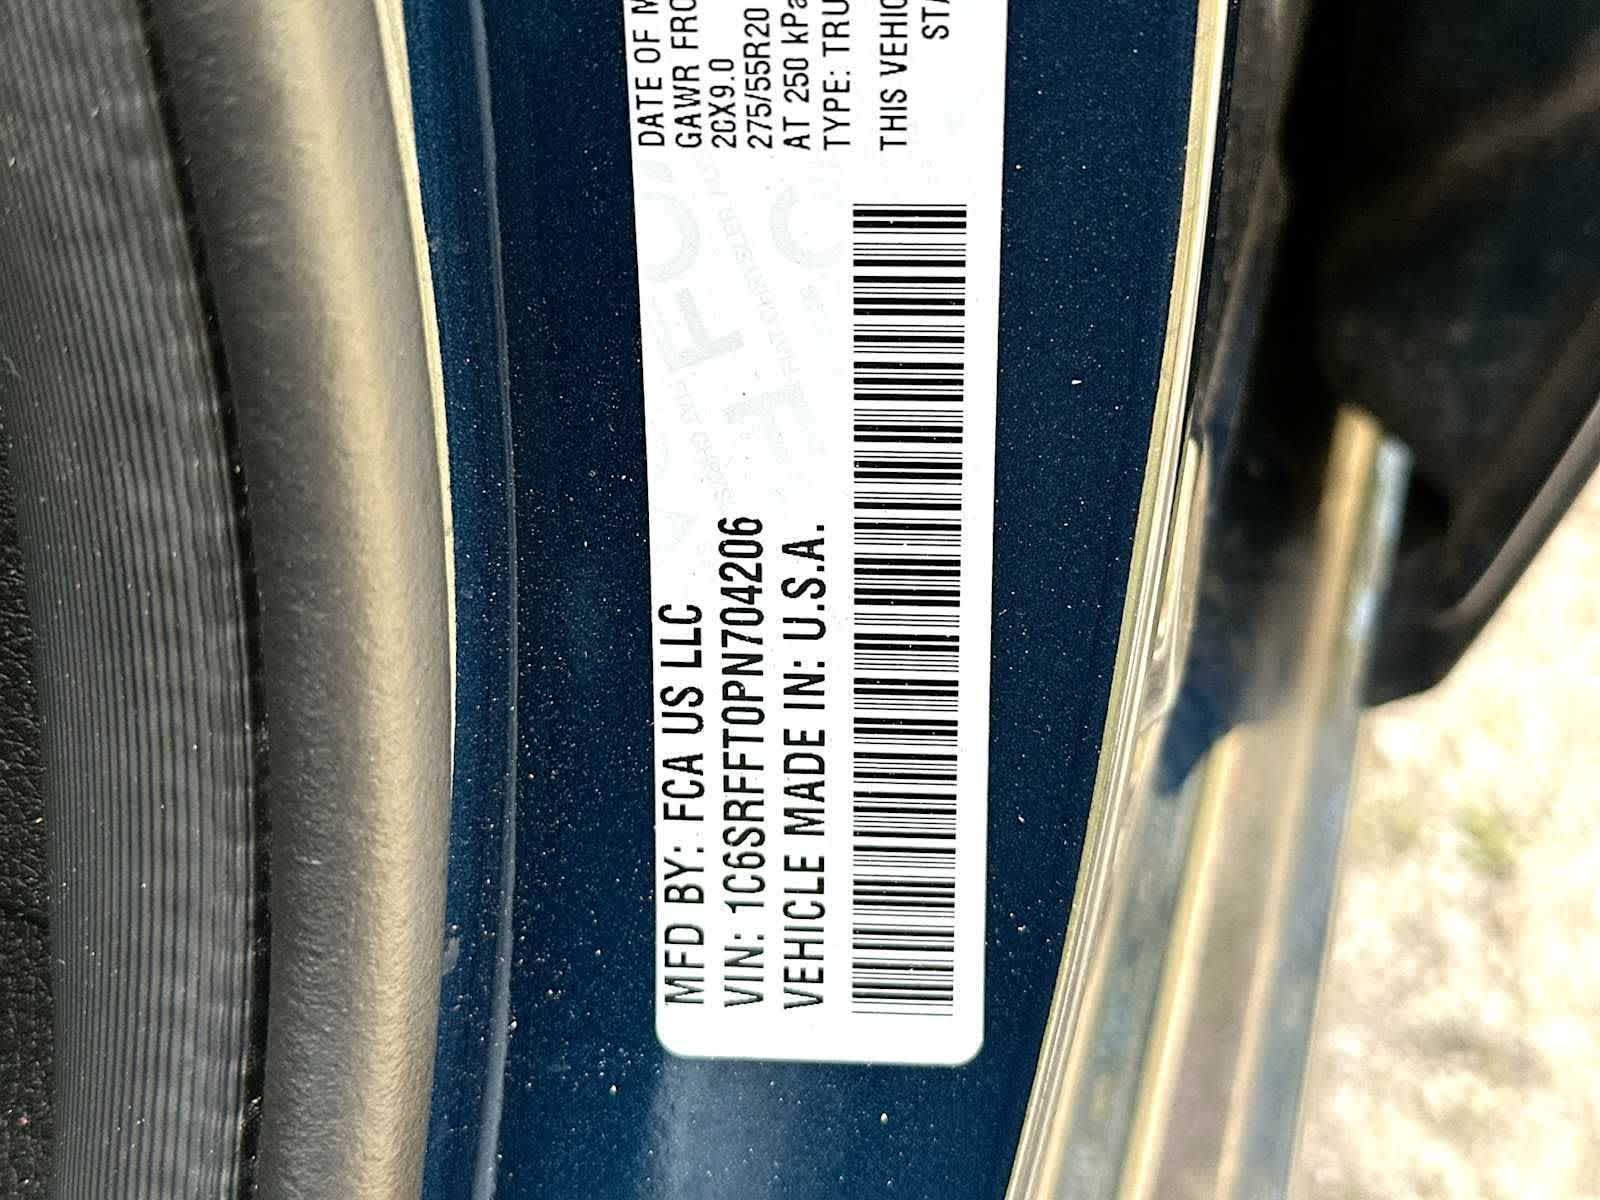 MFD BY: FCA US LLC
VIN: 1C6SRFFT0PN704206
VEHICLE MADE IN: U.S.A.
DATE OF M
GAWR FRO
20X9.0
275/55R20
AT 250 kPa
TYPE: TRU
THIS VEHIC
STA